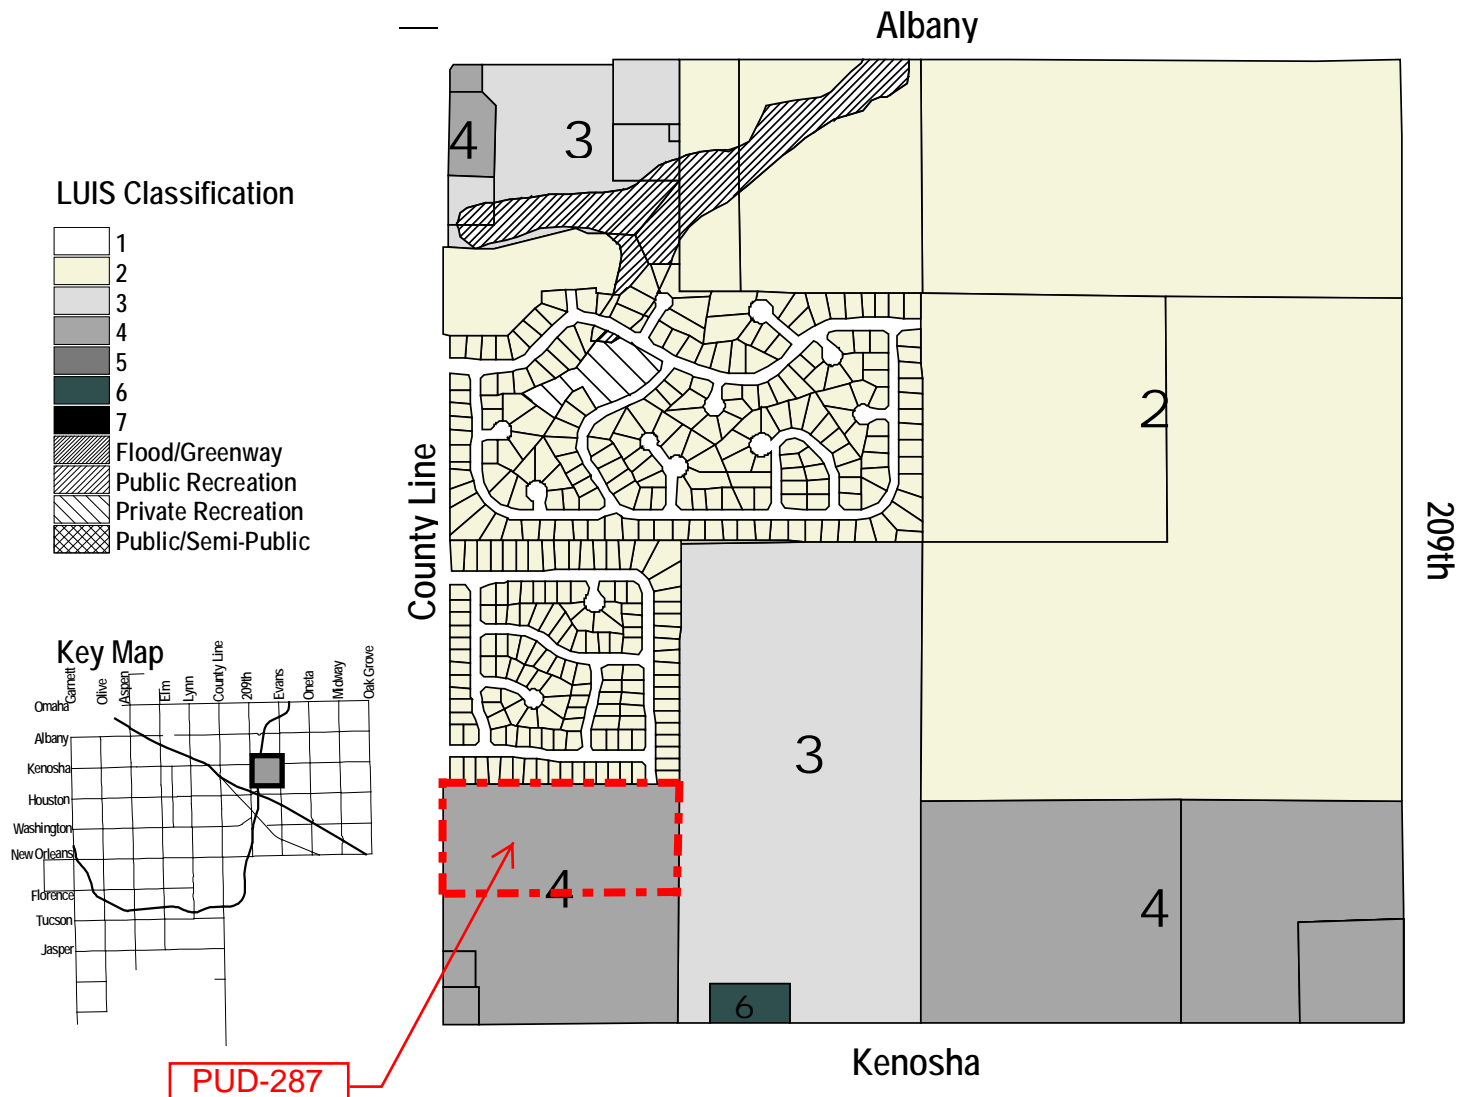 Albany
4
3
LUIS Classification
1
2
3
4
5
6
7
Flood/Greenway
Public Recreation
Private Recreation
Public/Semi-Public
2
County Line
209th
3
4
4
6
Kenosha
PUD-287
Key Map
Garnett
Olive
Aspen
Elm
Lynn
County Line
209th
Evans
Oneta
Midway
Oak Grove
Omaha
Albany
Kenosha
Houston
Washington
New Orleans
Florence
Tucson
Jasper